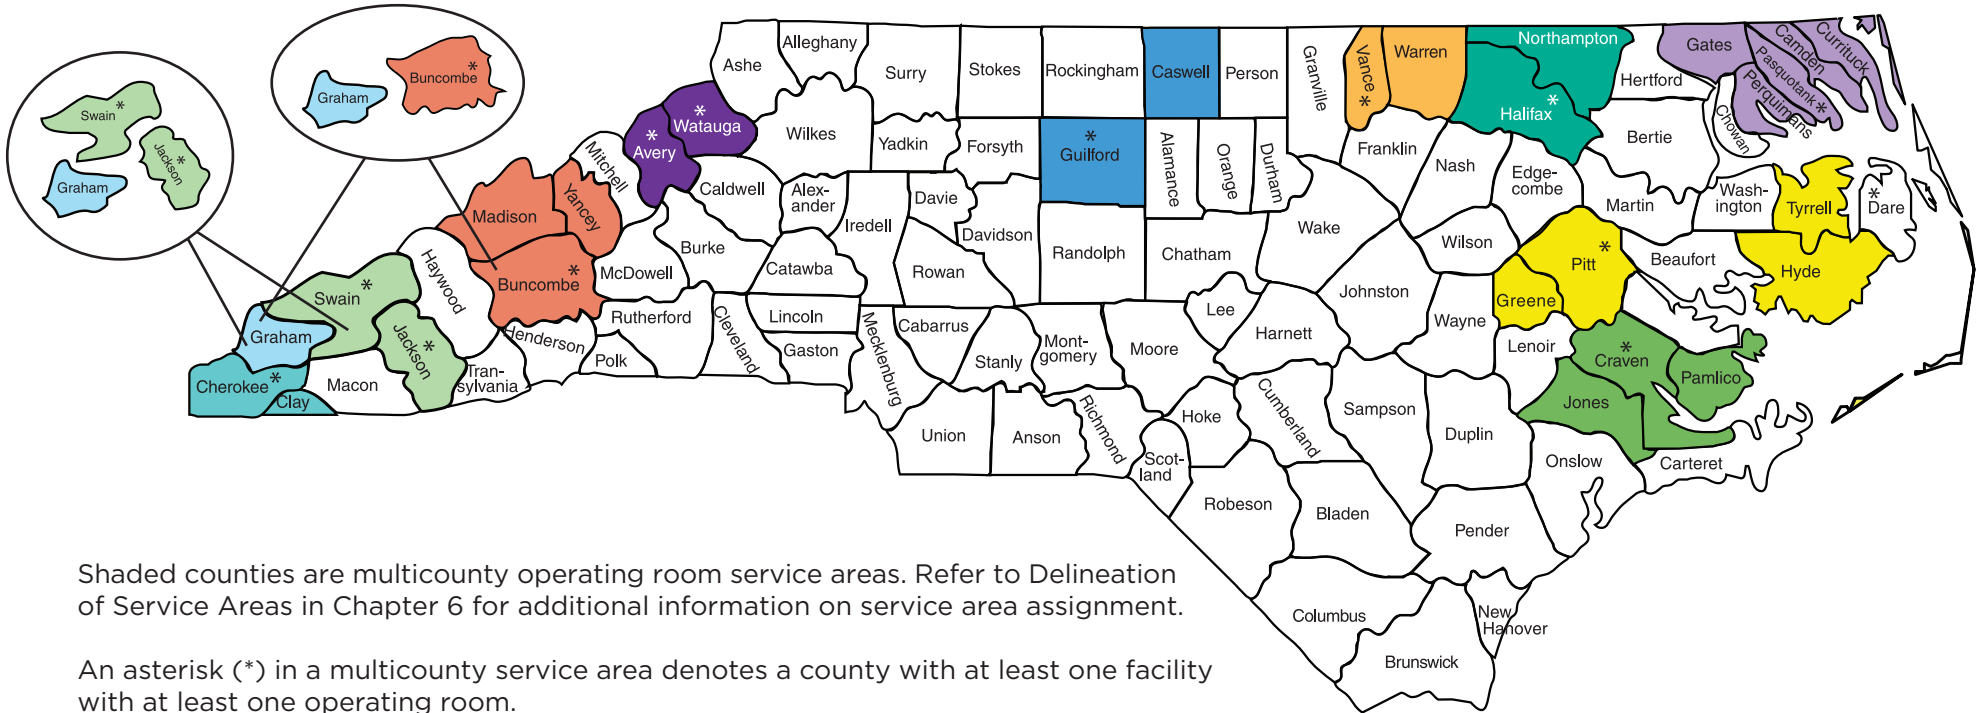 Swain *
Jackson *
Graham
Buncombe *
Graham
Ashe
Alleghany
Surry
Stokes
Rockingham
Caswell
Person
Granville
Vance *
Warren
Northampton
Halifax *
Hertford
Gates
Camden
Currituck
Pasquotank *
Perquimans
Chowan
Bertie
Watauga *
Avery *
Mitchell
Wilkes
Yadkin
Forsyth
Guilford *
Alamance
Orange
Durham
Franklin
Nash
Edge-
combe
Martin
Wash-
ington
Tyrrell
Dare *
Madison
Yancey
Caldwell
Alex-
ander
Iredell
Davie
Davidson
Randolph
Chatham
Wake
Wilson
Pitt *
Beaufort
Hyde
Haywood
Buncombe *
McDowell
Burke
Catawba
Rowan
Johnston
Greene
Wayne
Lenoir
Craven *
Pamlico
Jones
Swain *
Graham
Jackson *
Cherokee *
Clay
Macon
Tran-
sylvania
Henderson
Polk
Rutherford
Cleveland
Lincoln
Gaston
Mecklenburg
Cabarrus
Stanly
Mont-
gomery
Moore
Lee
Harnett
Union
Anson
Richmond
Scot-
land
Hoke
Cumberland
Sampson
Duplin
Onslow
Carteret
Robeson
Bladen
Pender
Columbus
New
Hanover
Brunswick
Shaded counties are multicounty operating room service areas. Refer to Delineation
of Service Areas in Chapter 6 for additional information on service area assignment.
An asterisk (*) in a multicounty service area denotes a county with at least one facility
with at least one operating room.